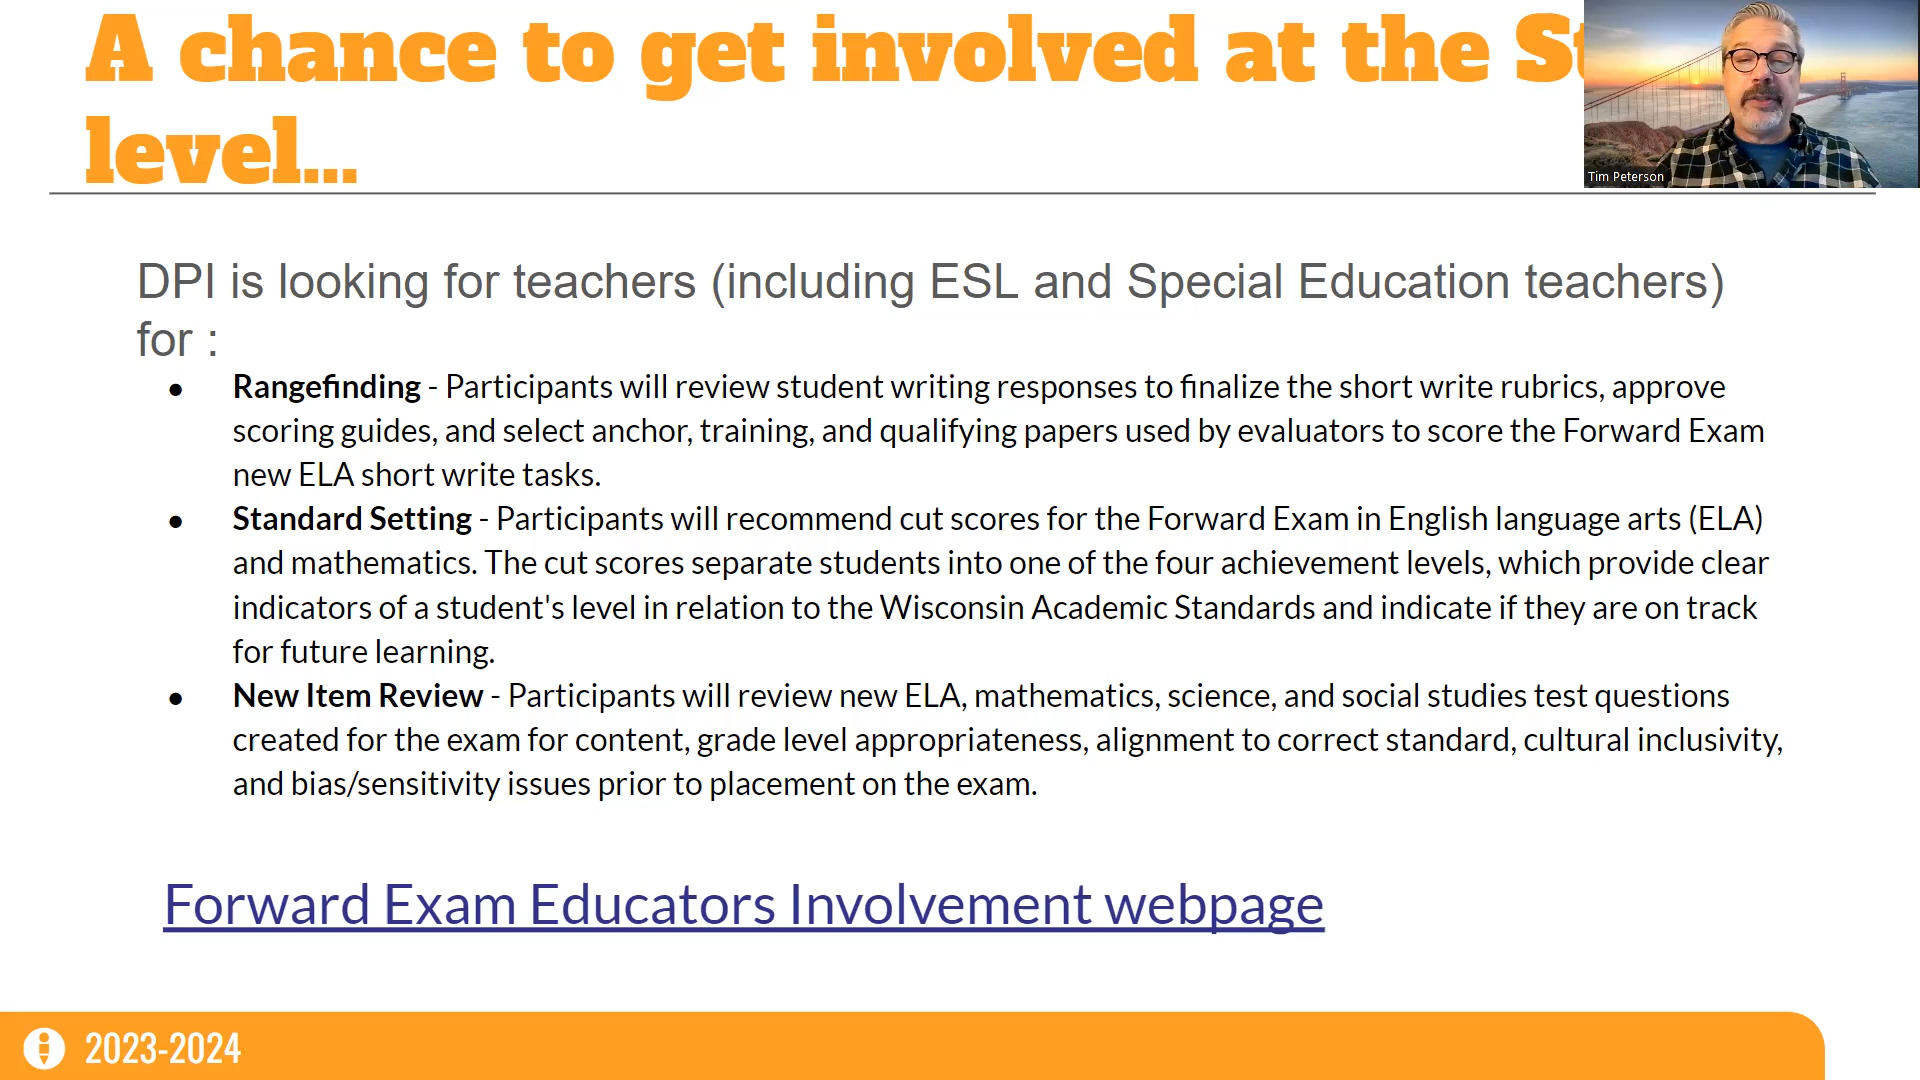 A chance to get involved at the
level...
Tim Peterson
DPI is looking for teachers (including ESL and Special Education teachers)
for :
● Rangefinding - Participants will review student writing responses to finalize the short write rubrics, approve
scoring guides, and select anchor, training, and qualifying papers used by evaluators to score the Forward Exam
new ELA short write tasks.
● Standard Setting - Participants will recommend cut scores for the Forward Exam in English language arts (ELA)
and mathematics. The cut scores separate students into one of the four achievement levels, which provide clear
indicators of a student's level in relation to the Wisconsin Academic Standards and indicate if they are on track
for future learning.
● New Item Review - Participants will review new ELA, mathematics, science, and social studies test questions
created for the exam for content, grade level appropriateness, alignment to correct standard, cultural inclusivity,
and bias/sensitivity issues prior to placement on the exam.
Forward Exam Educators Involvement webpage
2023-2024